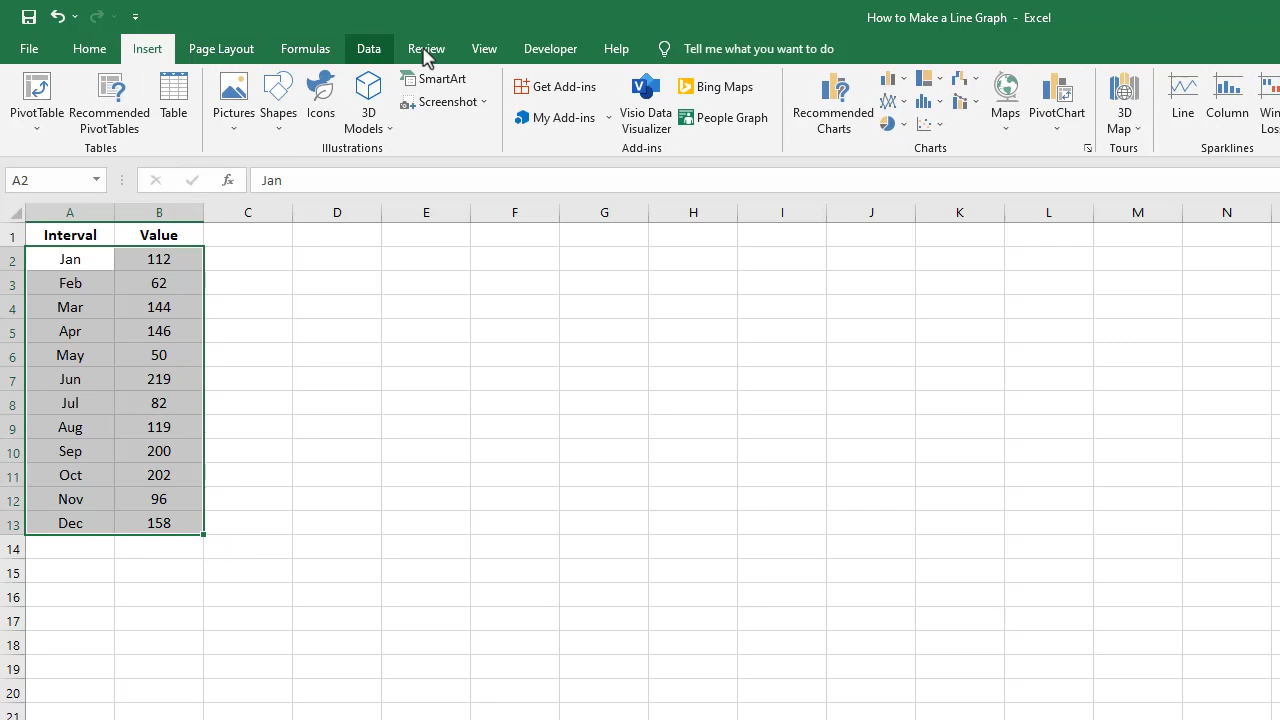 How to Make a Line Graph - Excel
File Home Insert Page Layout Formulas Data Review View Developer Help Tell me what you want to do
PivotTable
Recommended
PivotTables
Table
Tables
Pictures
Shapes
Icons
3D
Models
SmartArt
Screenshot
Illustrations
Get Add-ins
My Add-ins
Visio Data
Visualizer
Bing Maps
People Graph
Add-ins
Recommended
Charts
Maps
PivotChart
Charts
3D
Map
Tours
Line
Column
Win
Loss
Sparklines
A2 fx Jan
A B C D E F G H I J K L M N
1 Interval Value
2 Jan 112
3 Feb 62
4 Mar 144
5 Apr 146
6 May 50
7 Jun 219
8 Jul 82
9 Aug 119
10 Sep 200
11 Oct 202
12 Nov 96
13 Dec 158
14
15
16
17
18
19
20
21